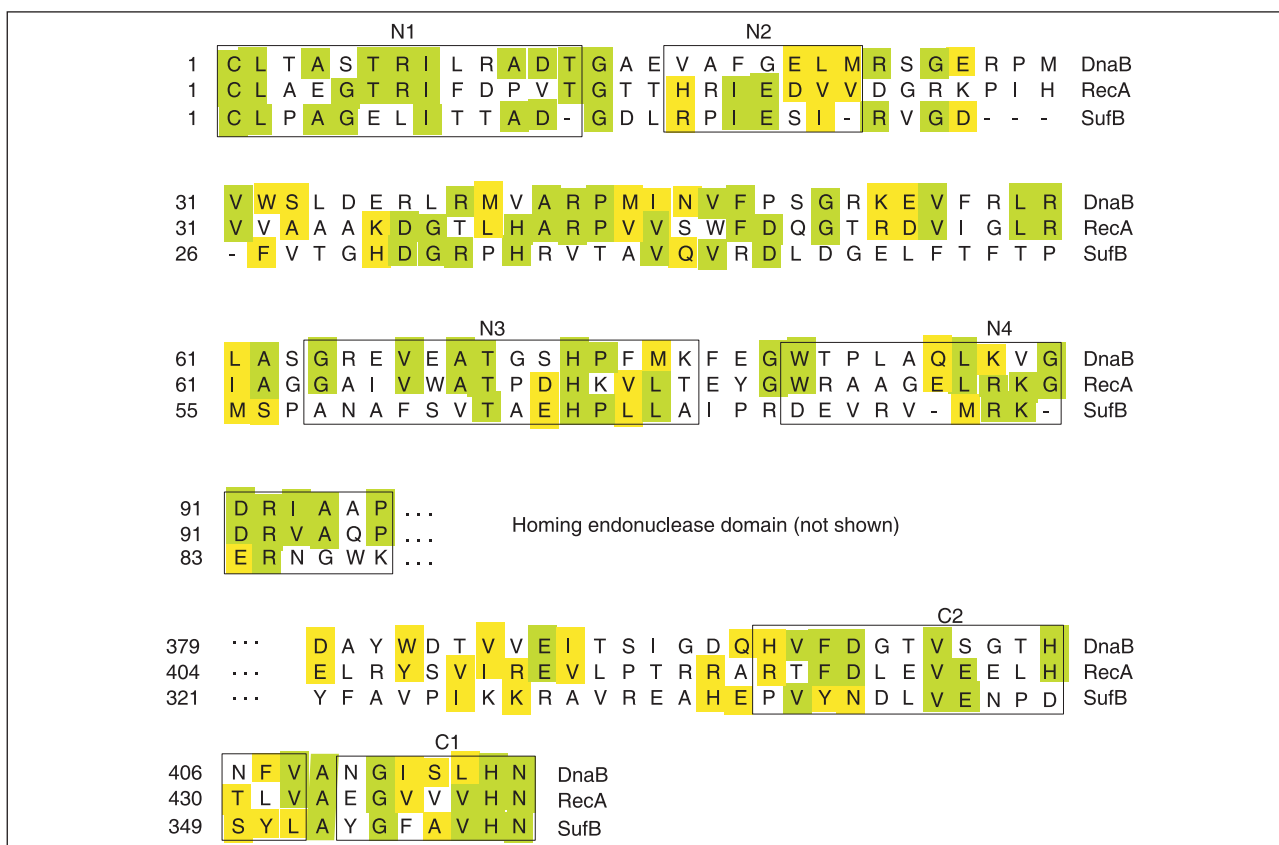 N1 N2
1 C L T A S T R I L R A D T G A E V A F G E L M R S G E R P M DnaB
1 C L A E G T R I F D P V T G T T H R I E D V V D G R K P I H RecA
1 C L P A G E L I T T A D - G D L R P I E S I - R V G D - - - SufB
31 V W S L D E R L R M V A R P M I N V F P S G R K E V F R L R DnaB
31 V V A A A K D G T L H A R P V V S W F D Q G T R D V I G L R RecA
26 - F V T G H D G R P H R V T A V Q V R D L D G E L F T F T P SufB
N3 N4
61 L A S G R E V E A T G S H P F M K F E G W T P L A Q L K V G DnaB
61 I A G G A I V W A T P D H K V L T E Y G W R A A G E L R K G RecA
55 M S P A N A F S V T A E H P L L A I P R D E V R V - M R K - SufB
91 D R I A A P ...
91 D R V A Q P ...
83 E R N G W K ...
Homing endonuclease domain (not shown)
C2
379 ... D A Y W D T V V E I T S I G D Q H V F D G T V S G T H DnaB
404 ... E L R Y S V I R E V L P T R R A R T F D L E V E E L H RecA
321 ... Y F A V P I K K R A V R E A H E P V Y N D L V E N P D SufB
C1
406 N F V A N G I S L H N DnaB
430 T L V A E G V V V H N RecA
349 S Y L A Y G F A V H N SufB